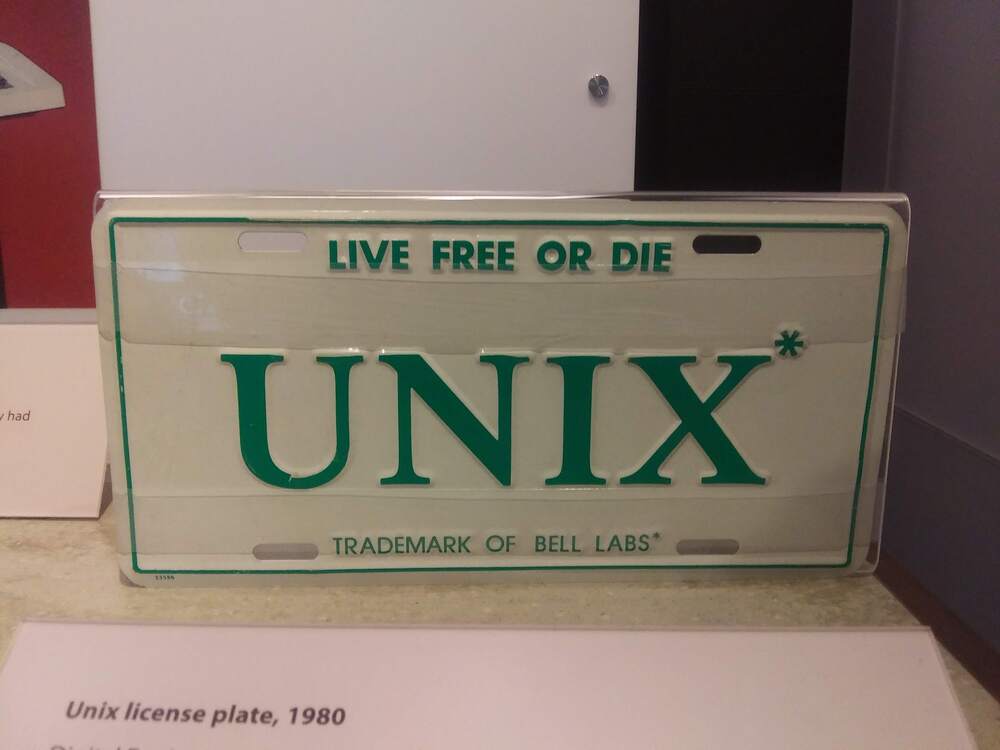 LIVE FREE OR DIE
UNIX*
TRADEMARK OF BELL LABS*
had
Unix license plate, 1980